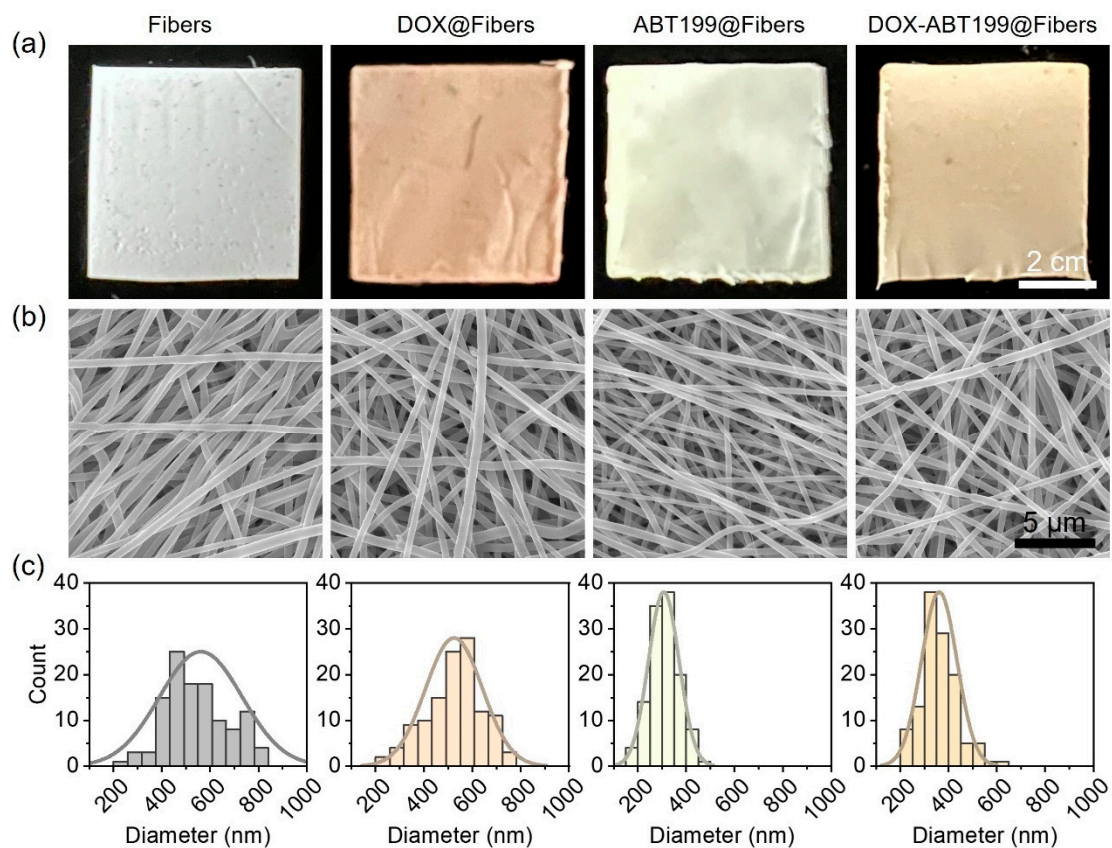 Fibers DOX@Fibers ABT199@Fibers DOX-ABT199@Fibers
(a)
2 cm
(b)
5 μm
(c)
40 40 40 40
30 30 30 30
20 20 20 20
10 10 10 10
0 0 0 0
Count
200 400 600 800 1000 200 400 600 800 1000 200 400 600 800 1000 200 400 600 800 1000
Diameter (nm) Diameter (nm) Diameter (nm) Diameter (nm)